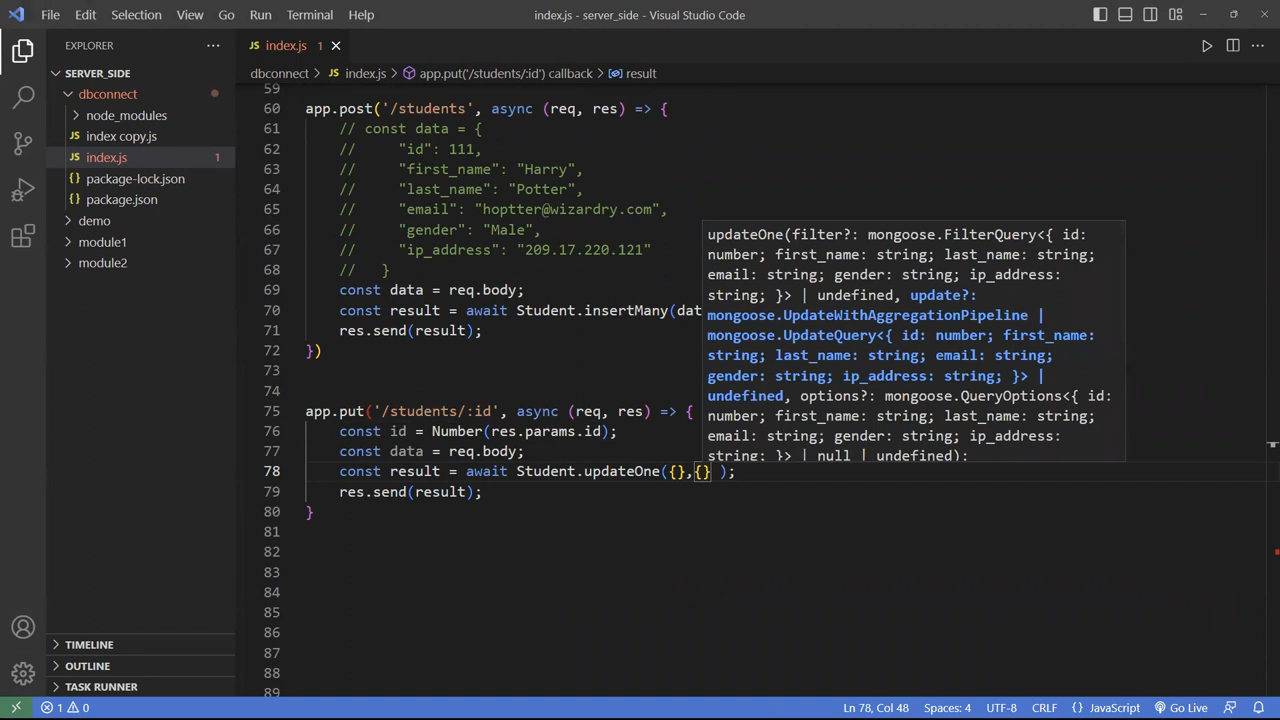 File Edit Selection View Go Run Terminal Help
index.js - server_side - Visual Studio Code
EXPLORER
SERVER_SIDE
dbconnect
node_modules
JS index copy.js
JS index.js 1
{} package-lock.json
{} package.json
demo
module1
module2
TIMELINE
OUTLINE
TASK RUNNER
JS index.js 1
dbconnect > JS index.js > app.put('/students/:id') callback > result
59
60 app.post('/students', async (req, res) => {
61 // const data = {
62 // "id": 111,
63 // "first_name": "Harry",
64 // "last_name": "Potter",
65 // "email": "hoptter@wizardry.com",
66 // "gender": "Male",
67 // "ip_address": "209.17.220.121"
68 // }
69 const data = req.body;
70 const result = await Student.insertMany(dat
71 res.send(result);
72 })
73
74
75 app.put('/students/:id', async (req, res) => {
76 const id = Number(res.params.id);
77 const data = req.body;
78 const result = await Student.updateOne({},{} );
79 res.send(result);
80 }
81
82
83
84
85
86
87
88
89
updateOne(filter?: mongoose.FilterQuery<{ id:
number; first_name: string; last_name: string;
email: string; gender: string; ip_address:
string; }> | undefined, update?:
mongoose.UpdateWithAggregationPipeline |
mongoose.UpdateQuery<{ id: number; first_name:
string; last_name: string; email: string;
gender: string; ip_address: string; }> |
undefined, options?: mongoose.QueryOptions<{ id:
number; first_name: string; last_name: string;
email: string; gender: string; ip_address:
string; }> | null | undefined):
1 0
Ln 78, Col 48 Spaces: 4 UTF-8 CRLF {} JavaScript Go Live